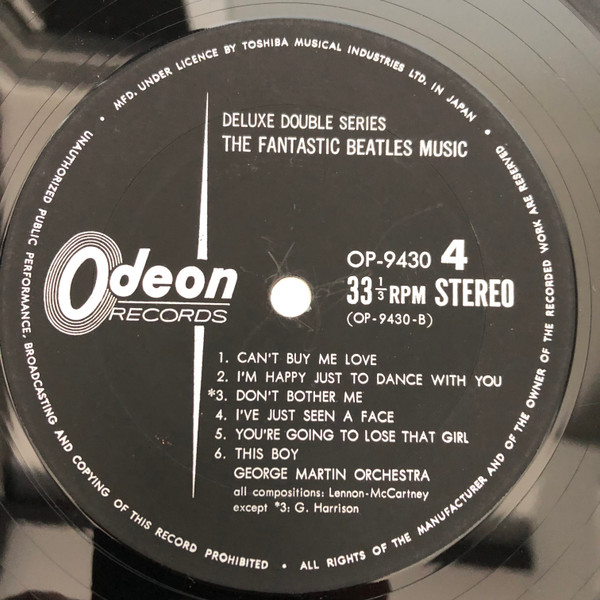 MFD. UNDER LICENCE BY TOSHIBA MUSICAL INDUSTRIES LTD. IN JAPAN •
DELUXE DOUBLE SERIES
THE FANTASTIC BEATLES MUSIC
Odeon
RECORDS
OP-9430 4
33 1/3 RPM STEREO
(OP-9430-B)
1. CAN'T BUY ME LOVE
2. I'M HAPPY JUST TO DANCE WITH YOU
*3. DON'T BOTHER ME
4. I'VE JUST SEEN A FACE
5. YOU'RE GOING TO LOSE THAT GIRL
6. THIS BOY
GEORGE MARTIN ORCHESTRA
all compositions: Lennon-McCartney
except *3: G. Harrison
UNAUTHORIZED PUBLIC PERFORMANCE, BROADCASTING AND COPYING OF THIS RECORD PROHIBITED •
ALL RIGHTS OF THE MANUFACTURER AND OF THE OWNER OF THE RECORDED WORK ARE RESERVED •